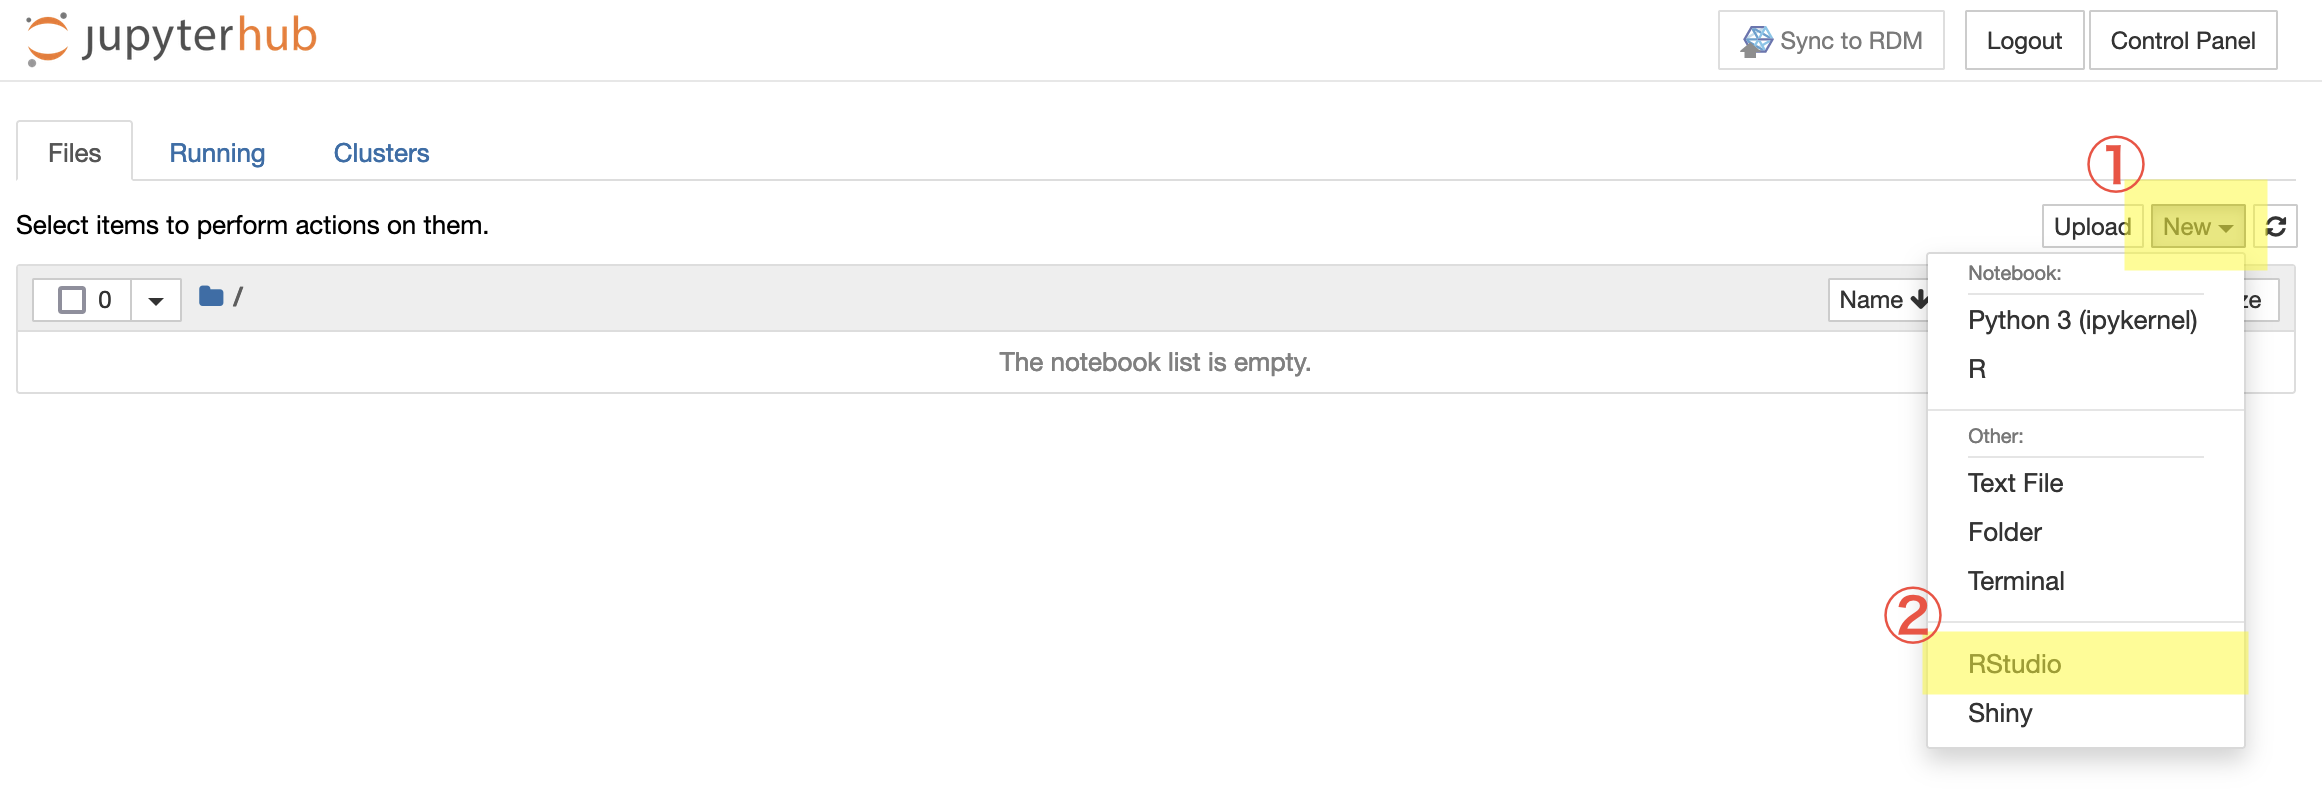 jupyterhub
Sync to RDM Logout Control Panel
Files Running Clusters
①
Select items to perform actions on them.
Upload New
0 /
Name
The notebook list is empty.
Notebook:
Python 3 (ipykernel)
R
Other:
Text File
Folder
Terminal
②
RStudio
Shiny